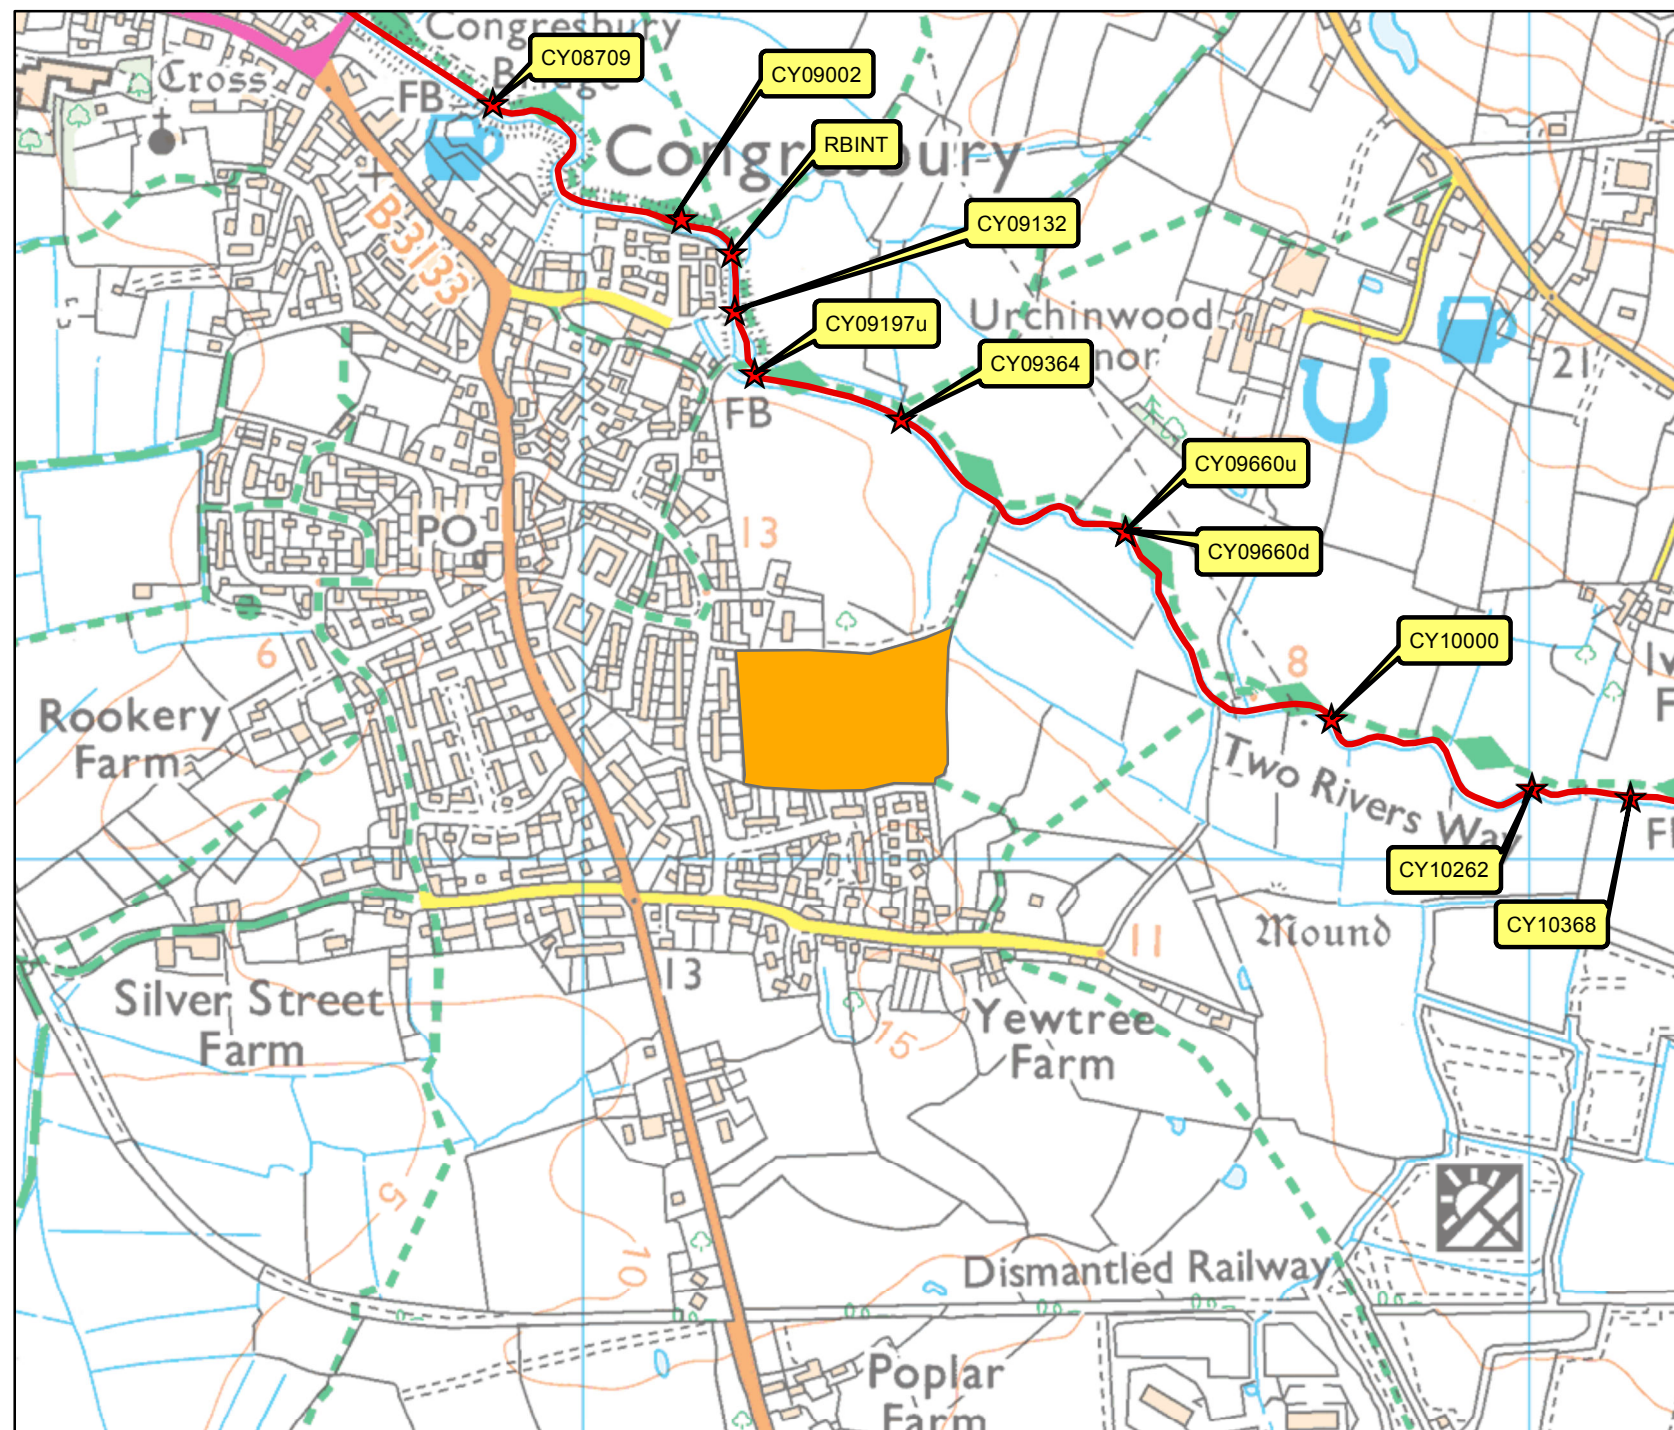 Congresbury
Bridge
CY08709
CY09002
Cross
FB
RBINT
Congresbury
B3133
CY09132
CY09197u
Urchinwood
Manor
CY09364
21
FB
CY09660u
PO
13
CY09660d
CY10000
6
8
Rookery
Farm
Two Rivers Way
CY10262
CY10368
11
Mound
13
Silver Street
Farm
15
Yewtree
Farm
5
10
Dismantled Railway
Poplar
Farm